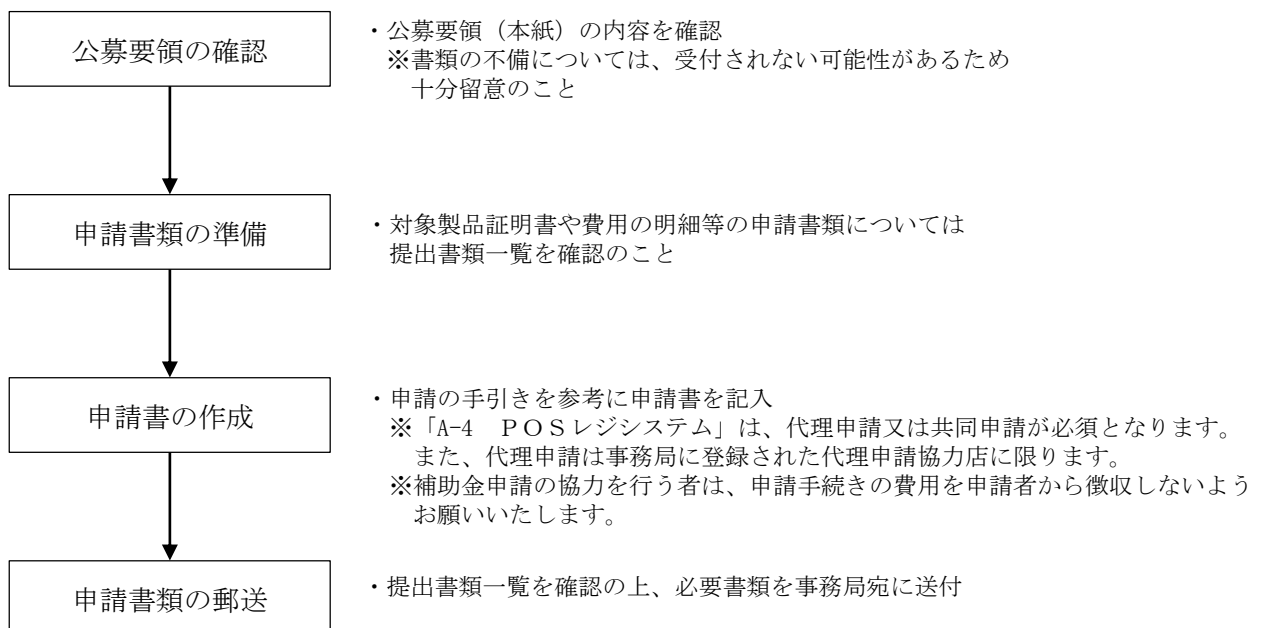 公募要領の確認
・公募要領（本紙）の内容を確認
※書類の不備については、受付されない可能性があるため
十分留意のこと
申請書類の準備
・対象製品証明書や費用の明細等の申請書類については
提出書類一覧を確認のこと
申請書の作成
・申請の手引きを参考に申請書を記入
※「A-4　ＰＯＳレジシステム」は、代理申請又は共同申請が必須となります。
また、代理申請は事務局に登録された代理申請協力店に限ります。
※補助金申請の協力を行う者は、申請手続きの費用を申請者から徴収しないよう
お願いいたします。
申請書類の郵送
・提出書類一覧を確認の上、必要書類を事務局宛に送付